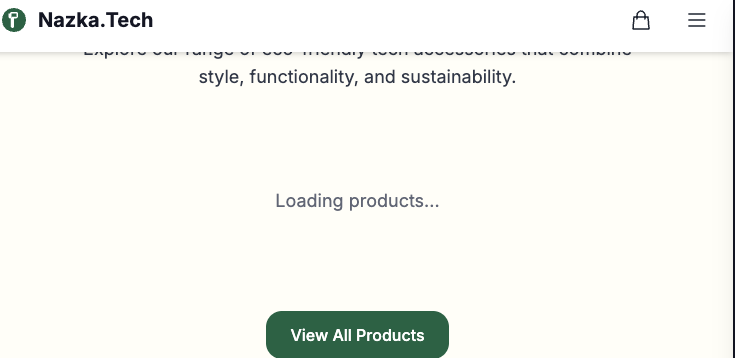 Nazka.Tech
Explore our range of eco-friendly tech accessories that combine
style, functionality, and sustainability.
Loading products...
View All Products